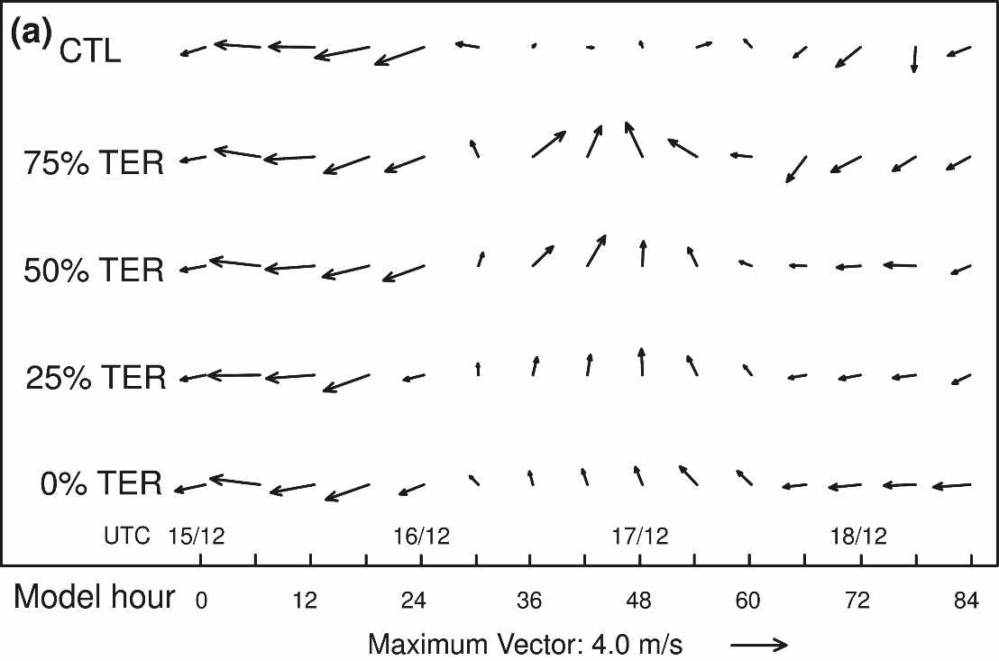 (a) CTL
75% TER
50% TER
25% TER
0% TER
UTC 15/12 16/12 17/12 18/12
Model hour 0 12 24 36 48 60 72 84
Maximum Vector: 4.0 m/s